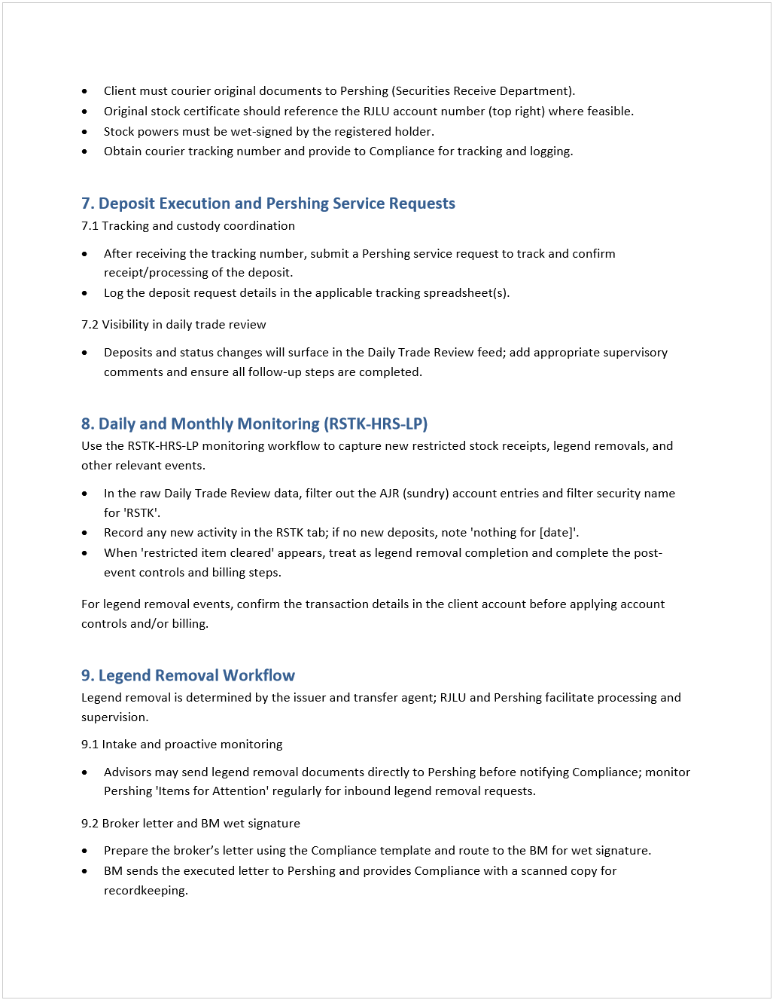 • Client must courier original documents to Pershing (Securities Receive Department).
• Original stock certificate should reference the RJLU account number (top right) where feasible.
• Stock powers must be wet-signed by the registered holder.
• Obtain courier tracking number and provide to Compliance for tracking and logging.
7. Deposit Execution and Pershing Service Requests
7.1 Tracking and custody coordination
• After receiving the tracking number, submit a Pershing service request to track and confirm
receipt/processing of the deposit.
• Log the deposit request details in the applicable tracking spreadsheet(s).
7.2 Visibility in daily trade review
• Deposits and status changes will surface in the Daily Trade Review feed; add appropriate supervisory
comments and ensure all follow-up steps are completed.
8. Daily and Monthly Monitoring (RSTK-HRS-LP)
Use the RSTK-HRS-LP monitoring workflow to capture new restricted stock receipts, legend removals, and
other relevant events.
• In the raw Daily Trade Review data, filter out the AJR (sundry) account entries and filter security name
for 'RSTK'.
• Record any new activity in the RSTK tab; if no new deposits, note 'nothing for [date]'.
• When 'restricted item cleared' appears, treat as legend removal completion and complete the post-
event controls and billing steps.
For legend removal events, confirm the transaction details in the client account before applying account
controls and/or billing.
9. Legend Removal Workflow
Legend removal is determined by the issuer and transfer agent; RJLU and Pershing facilitate processing and
supervision.
9.1 Intake and proactive monitoring
• Advisors may send legend removal documents directly to Pershing before notifying Compliance; monitor
Pershing 'Items for Attention' regularly for inbound legend removal requests.
9.2 Broker letter and BM wet signature
• Prepare the broker’s letter using the Compliance template and route to the BM for wet signature.
• BM sends the executed letter to Pershing and provides Compliance with a scanned copy for
recordkeeping.